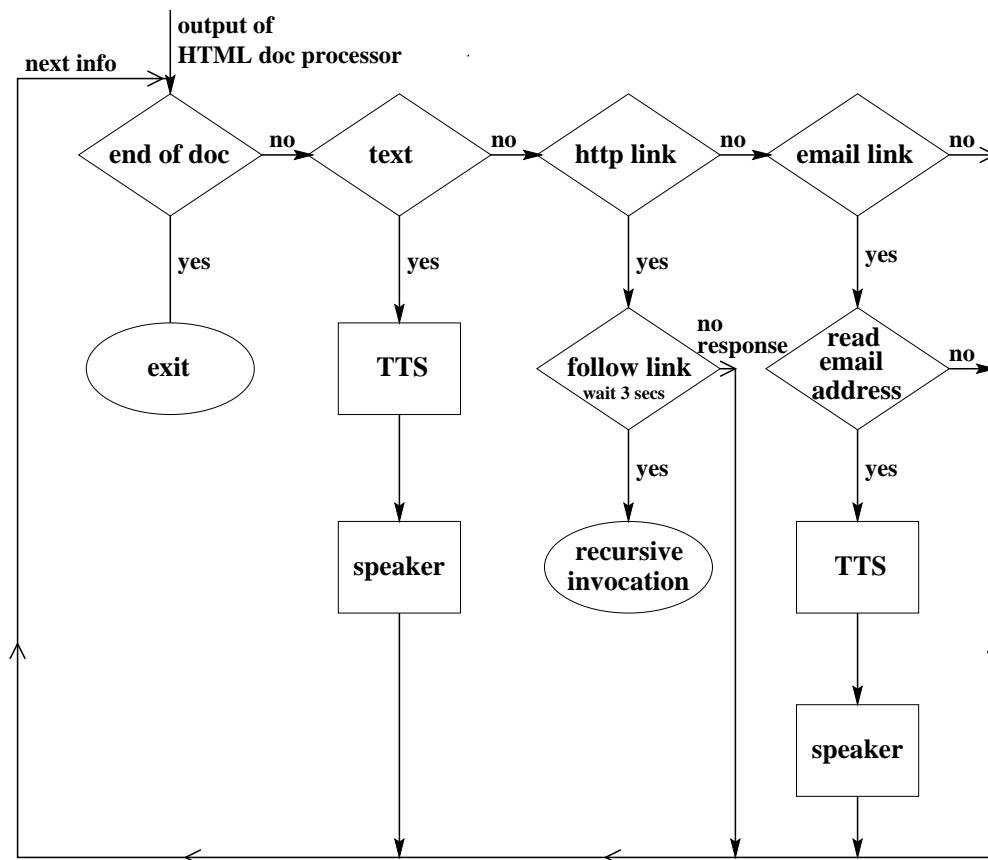 output of
HTML doc processor
next info
end of doc
no
text
no
http link
no
email link
no
yes
yes
yes
yes
exit
TTS
follow link
wait 3 secs
no
response
read
email
address
no
yes
yes
speaker
recursive
invocation
TTS
speaker